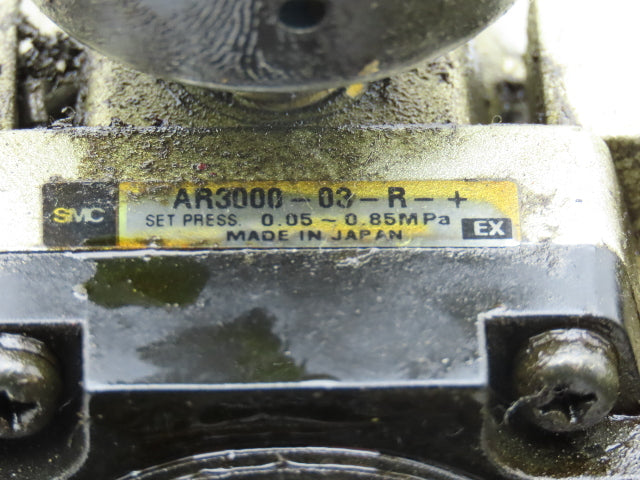 SMC
AR3000-03-R-+
SET PRESS. 0.05~0.85MPa
MADE IN JAPAN
EX